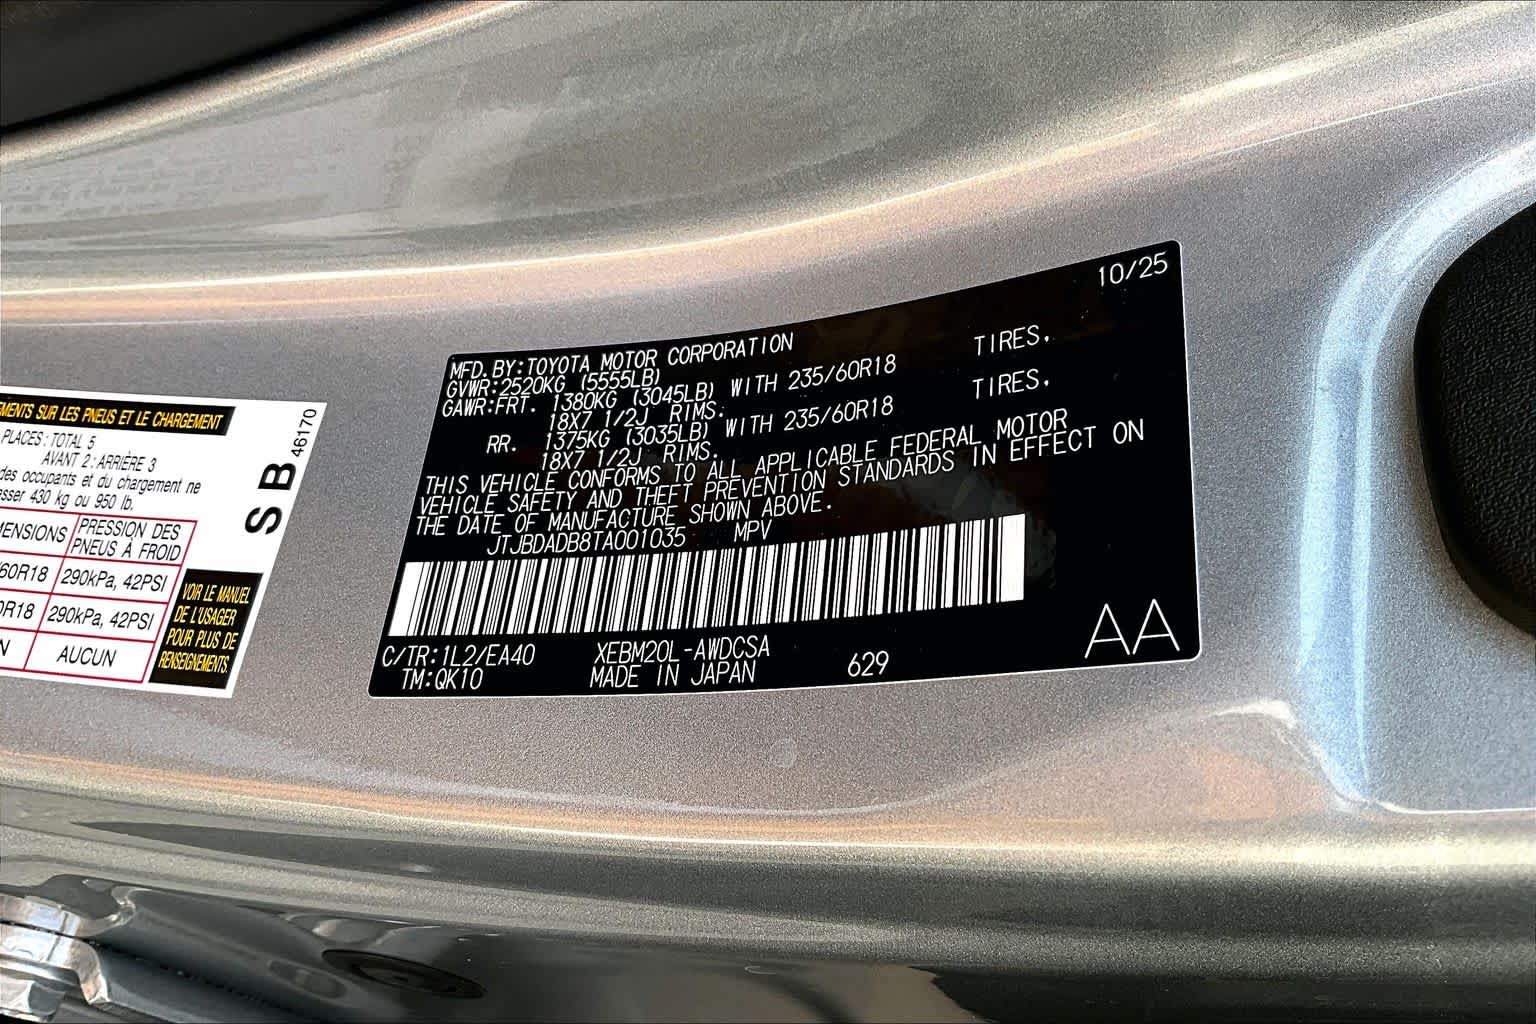 EMENTS SUR LES PNEUS ET LE CHARGEMENT
PLACES: TOTAL 5
AVANT 2: ARRIÈRE 3
des occupants et du chargement ne
asser 430 kg ou 950 lb.
MENSIONS PRESSION DES PNEUS À FROID
/60R18 290kPa, 42PSI
0R18 290kPa, 42PSI
N AUCUN
VOIR LE MANUEL
DE L'USAGER
POUR PLUS DE
RENSEIGNEMENTS.
SB 46170
10/25
MFD. BY: TOYOTA MOTOR CORPORATION
GVWR: 2520KG (5555LB)
GAWR: FRT. 1380KG (3045LB) WITH 235/60R18 TIRES,
18X7 1/2J RIMS.
RR. 1375KG (3035LB) WITH 235/60R18 TIRES,
18X7 1/2J RIMS.
THIS VEHICLE CONFORMS TO ALL APPLICABLE FEDERAL MOTOR
VEHICLE SAFETY AND THEFT PREVENTION STANDARDS IN EFFECT ON
THE DATE OF MANUFACTURE SHOWN ABOVE.
JTJBDADB8TA001035 MPV
C/TR: 1L2/EA40 XEBM20L-AWDCSA
TM: QK10 MADE IN JAPAN 629
AA